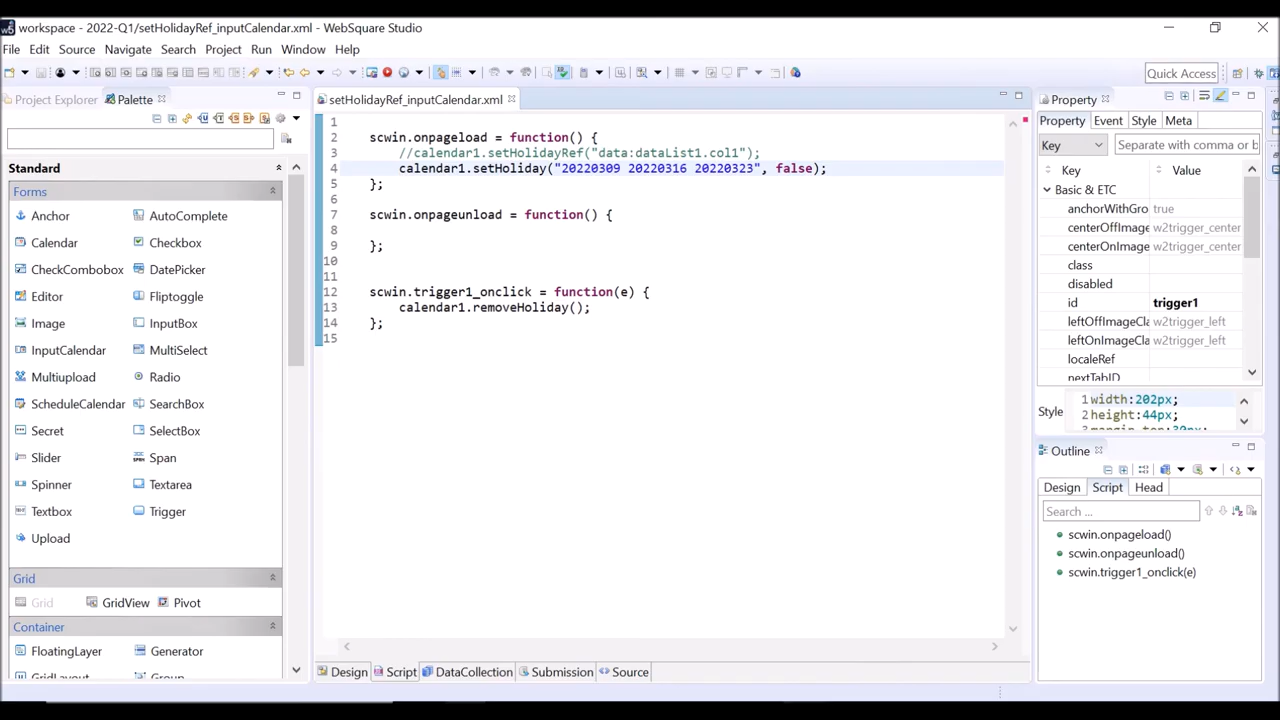 workspace - 2022-Q1/setHolidayRef_inputCalendar.xml - WebSquare Studio
File Edit Source Navigate Search Project Run Window Help
Quick Access
Project Explorer Palette
Standard
Forms
Anchor AutoComplete
Calendar Checkbox
CheckCombobox DatePicker
Editor Fliptoggle
Image InputBox
InputCalendar MultiSelect
Multiupload Radio
ScheduleCalendar SearchBox
Secret SelectBox
Slider Span
Spinner Textarea
Textbox Trigger
Upload
Grid
Grid GridView Pivot
Container
FloatingLayer Generator
GridLayout Group
setHolidayRef_inputCalendar.xml
1
2 scwin.onpageload = function() {
3 //calendar1.setHolidayRef("data:dataList1.col1");
4 calendar1.setHoliday("20220309 20220316 20220323", false);
5 };
6
7 scwin.onpageunload = function() {
8
9 };
10
11
12 scwin.trigger1_onclick = function(e) {
13 calendar1.removeHoliday();
14 };
15
Design Script DataCollection Submission Source
Property
Property Event Style Meta
Key Separate with comma or b
Key Value
Basic & ETC
anchorWithGro true
centerOffImage w2trigger_center
centerOnImage w2trigger_center
class
disabled
id trigger1
leftOffImageCla w2trigger_left
leftOnImageCla w2trigger_left
localeRef
nextTabID
Style
1 width:202px;
2 height:44px;
3 margin-top:30px;
Outline
Design Script Head
Search ...
scwin.onpageload()
scwin.onpageunload()
scwin.trigger1_onclick(e)